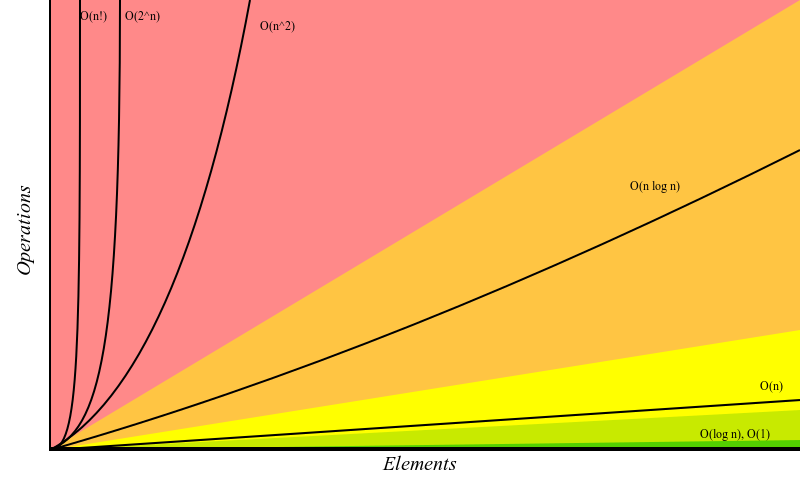 O(n!)
O(2^n)
O(n^2)
O(n log n)
O(n)
O(log n), O(1)
Operations
Elements